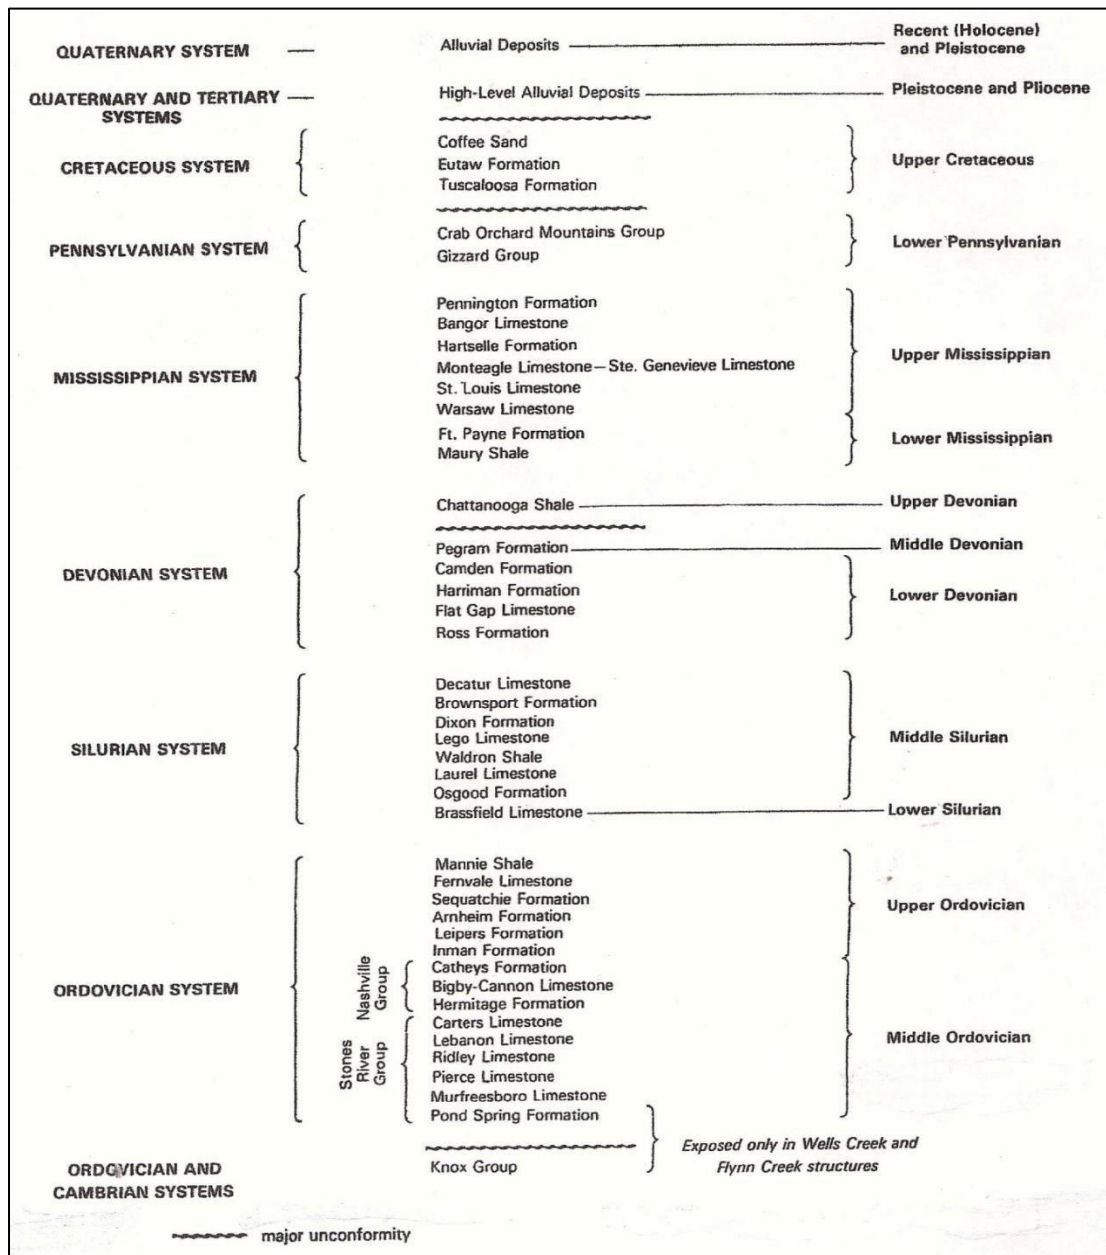 QUATERNARY SYSTEM — Alluvial Deposits Recent (Holocene)
and Pleistocene
QUATERNARY AND TERTIARY — High-Level Alluvial Deposits Pleistocene and Pliocene
SYSTEMS
CRETACEOUS SYSTEM
Coffee Sand
Eutaw Formation
Tuscaloosa Formation
Upper Cretaceous
PENNSYLVANIAN SYSTEM
Crab Orchard Mountains Group
Gizzard Group
Lower Pennsylvanian
MISSISSIPPIAN SYSTEM
Pennington Formation
Bangor Limestone
Hartselle Formation
Monteagle Limestone—Ste. Genevieve Limestone
St. Louis Limestone
Warsaw Limestone
Upper Mississippian
Ft. Payne Formation
Maury Shale
Lower Mississippian
DEVONIAN SYSTEM
Chattanooga Shale Upper Devonian
Pegram Formation Middle Devonian
Camden Formation
Harriman Formation
Flat Gap Limestone
Ross Formation
Lower Devonian
SILURIAN SYSTEM
Decatur Limestone
Brownsport Formation
Dixon Formation
Lego Limestone
Waldron Shale
Laurel Limestone
Osgood Formation
Middle Silurian
Brassfield Limestone Lower Silurian
ORDOVICIAN SYSTEM
Mannie Shale
Fernvale Limestone
Sequatchie Formation
Arnheim Formation
Leipers Formation
Inman Formation
Upper Ordovician
Nashville
Group
Catheys Formation
Bigby-Cannon Limestone
Hermitage Formation
Stones
River
Group
Carters Limestone
Lebanon Limestone
Ridley Limestone
Pierce Limestone
Murfreesboro Limestone
Pond Spring Formation
Middle Ordovician
ORDOVICIAN AND
CAMBRIAN SYSTEMS
Knox Group
Exposed only in Wells Creek and
Flynn Creek structures
major unconformity